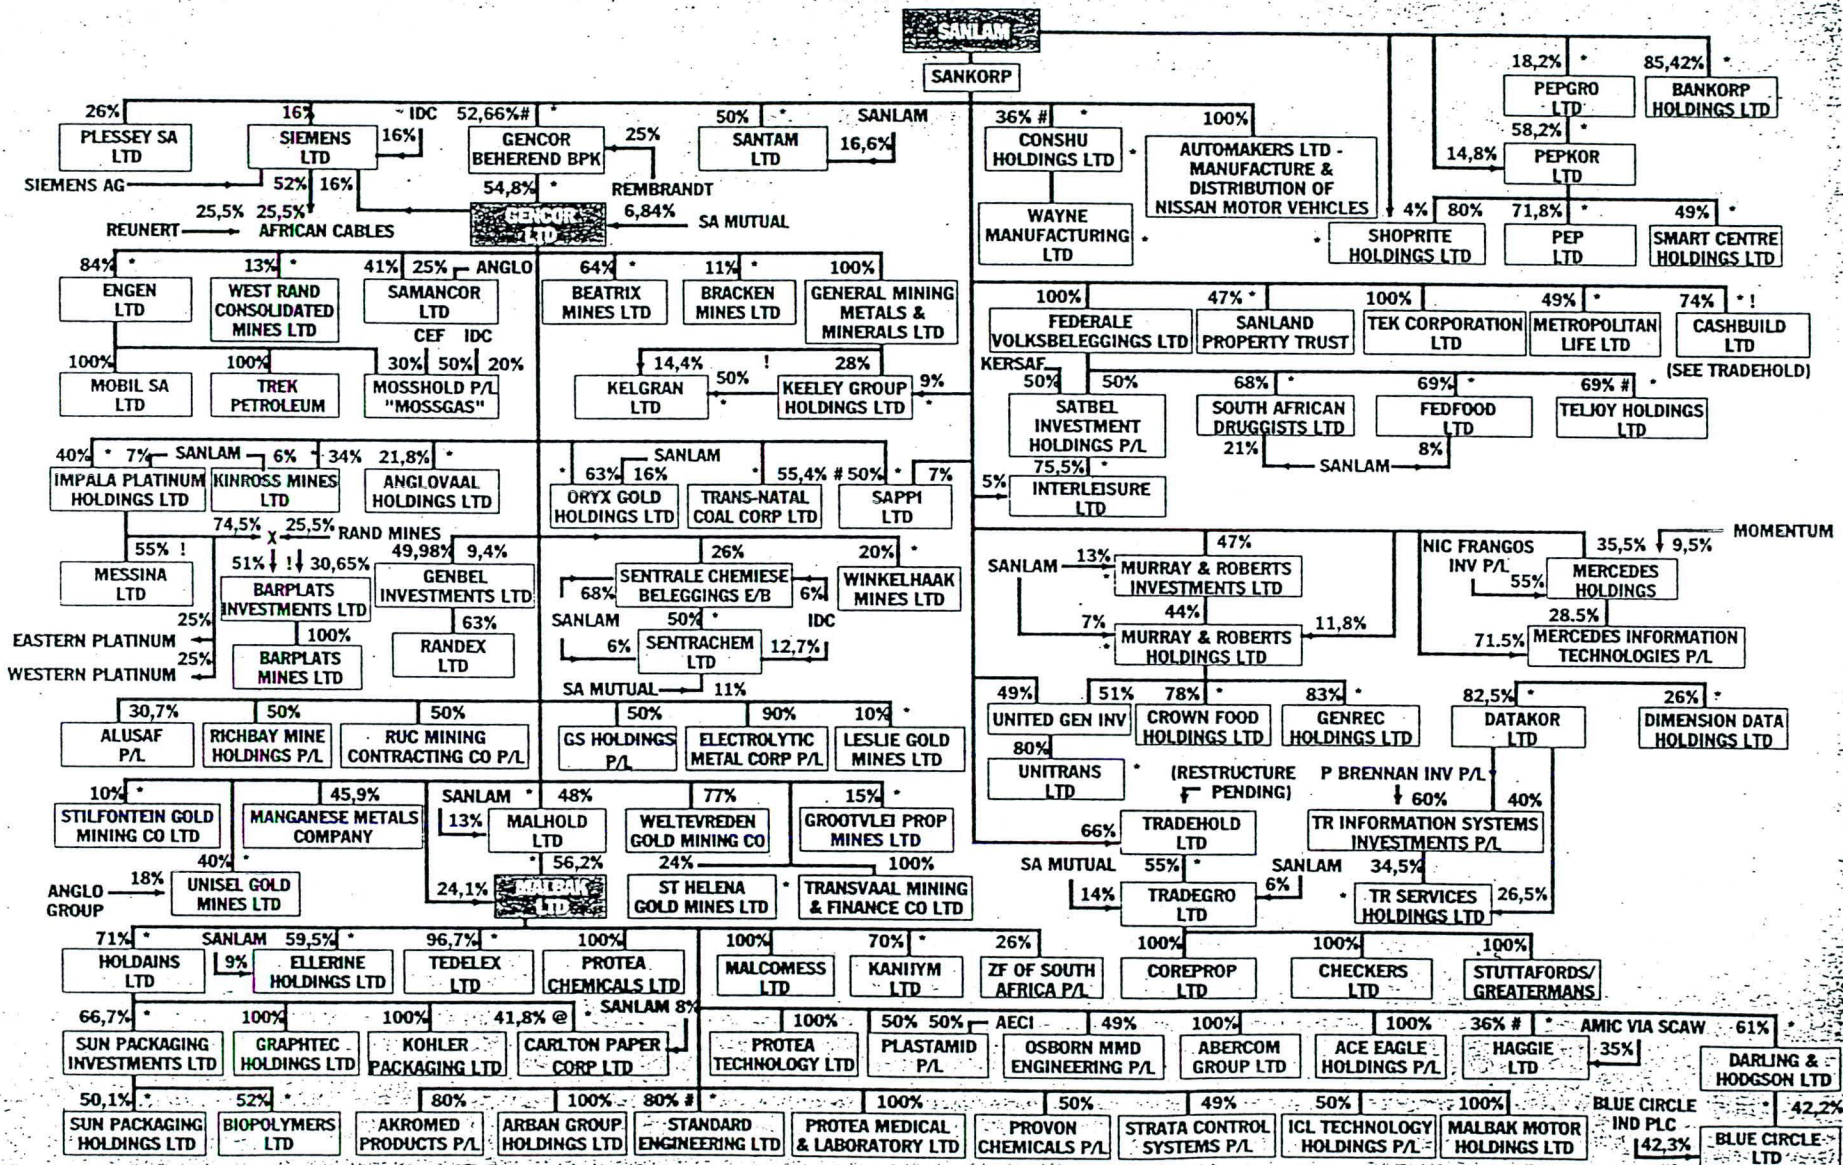 SANLAM
SANKORP
18,2% *
85,42% *
PEPGRO
LTD
BANKORP
HOLDINGS LTD
26%
16%
IDC
52,66%# *
50% *
SANLAM
36% #
100%
58,2% *
PLESSEY SA
LTD
SIEMENS
LTD
16%
GENCOR
BEHEREND BPK
25%
SANTAM
LTD
16,6%
CONSHU
HOLDINGS LTD *
AUTOMAKERS LTD -
MANUFACTURE &
DISTRIBUTION OF
NISSAN MOTOR VEHICLES
14,8%
PEPKOR
LTD
SIEMENS AG
52%
16%
54,8% *
REMBRANDT
REUNERT
25,5%
25,5%
AFRICAN CABLES
GENCOR
LTD
6,84%
SA MUTUAL
WAYNE
MANUFACTURING
LTD *
4%
80%
71,8% *
49% *
* SHOPRITE
HOLDINGS LTD
PEP
LTD
SMART CENTRE
HOLDINGS LTD
84% *
13% *
41%
25%
ANGLO
64% *
11% *
100%
ENGEN
LTD
WEST RAND
CONSOLIDATED
MINES LTD
SAMANCOR
LTD
BEATRIX
MINES LTD
BRACKEN
MINES LTD
GENERAL MINING
METALS &
MINERALS LTD
100%
47% *
100%
49% *
74% * !
FEDERALE
VOLKSBELEGGINGS LTD
SANLAND
PROPERTY TRUST
TEK CORPORATION
LTD
METROPOLITAN
LIFE LTD
CASHBUILD
LTD
(SEE TRADEHOLD)
CEF IDC
100%
100%
30%
50%
20%
14,4%
!
28%
MOBIL SA
LTD
TREK
PETROLEUM
MOSSHOLD P/L
"MOSSGAS"
KELGRAN
LTD
50%
*
KEELEY GROUP
HOLDINGS LTD
9%
*
KERSAF
50%
50%
68% *
69% *
69% # *
SATBEL
INVESTMENT
HOLDINGS P/L
SOUTH AFRICAN
DRUGGISTS LTD
FEDFOOD
LTD
TELJOY HOLDINGS
LTD
21%
SANLAM
8%
75,5% *
5%
INTERLEISURE
LTD
40% *
7%
SANLAM
6% *
34%
21,8% *
IMPALA PLATINUM
HOLDINGS LTD
KINROSS MINES
LTD
ANGLOVAAL
HOLDINGS LTD
SANLAM
* 63%
16%
* 55,4% #
50% *
7%
ORYX GOLD
HOLDINGS LTD
TRANS-NATAL
COAL CORP LTD
SAPPI
LTD
74,5%
X
25,5%
RAND MINES
55% !
MESSINA
LTD
51%
!
30,65%
BARPLATS
INVESTMENTS LTD
100%
BARPLATS
MINES LTD
25%
EASTERN PLATINUM
25%
WESTERN PLATINUM
49,98%
9,4%
GENBEL
INVESTMENTS LTD
63%
RANDEX
LTD
26%
SENTRALE CHEMIESE
BELEGGINGS E/B
68%
6%
SANLAM
IDC
50% *
6%
SENTRACHEM
LTD
12,7%
SA MUTUAL
11%
20% *
WINKELHAAK
MINES LTD
47%
SANLAM
13%
*
MURRAY & ROBERTS
INVESTMENTS LTD
44%
7%
*
MURRAY & ROBERTS
HOLDINGS LTD
11,8%
NIC FRANGOS
INV P/L
55%
35,5%
9,5%
MOMENTUM
MERCEDES
HOLDINGS
28.5%
71.5%
MERCEDES INFORMATION
TECHNOLOGIES P/L
30,7%
50%
50%
50%
90%
10% *
ALUSAF
P/L
RICHBAY MINE
HOLDINGS P/L
RUC MINING
CONTRACTING CO P/L
GS HOLDINGS
P/L
ELECTROLYTIC
METAL CORP P/L
LESLIE GOLD
MINES LTD
49%
51%
78% *
83% *
82,5% *
26% *
UNITED GEN INV
CROWN FOOD
HOLDINGS LTD
GENREC
HOLDINGS LTD
DATAKOR
LTD
DIMENSION DATA
HOLDINGS LTD
80%
UNITRANS
LTD *
(RESTRUCTURE
PENDING)
P BRENNAN INV P/L
60%
40%
10% *
45,9%
SANLAM
13%
* 48%
77%
15% *
STILFONTEIN GOLD
MINING CO LTD
MANGANESE METALS
COMPANY
MALHOLD
LTD
WELTEVREDEN
GOLD MINING CO
GROOTVLEI PROP
MINES LTD
66%
TRADEHOLD
LTD
TR INFORMATION SYSTEMS
INVESTMENTS P/L
40% *
ANGLO
GROUP
18%
UNISEL GOLD
MINES LTD
24,1%
* 56,2%
MALBAK
LTD
24%
100%
ST HELENA
GOLD MINES LTD *
TRANSVAAL MINING
& FINANCE CO LTD
SA MUTUAL
14%
55% *
SANLAM
6%
TRADEGRO
LTD
34,5%
* TR SERVICES
HOLDINGS LTD
26,5%
71% *
SANLAM
9%
59,5% *
96,7% *
100%
100%
70% *
26%
100%
100%
100%
HOLDAINS
LTD
ELLERINE
HOLDINGS LTD
TEDELEX
LTD
PROTEA
CHEMICALS LTD
MALCOMESS
LTD
KANHYM
LTD
ZF OF SOUTH
AFRICA P/L
COREPROP
LTD
CHECKERS
LTD
STUTTAFORDS/
GREATERMANS
66,7% *
100%
100%
41,8% @ *
SANLAM 8%
100%
50%
50%
AECI
49%
100%
100%
36% # *
AMIC VIA SCAW
35%
61% *
SUN PACKAGING
INVESTMENTS LTD
GRAPHTEC
HOLDINGS LTD
KOHLER
PACKAGING LTD
CARLTON PAPER
CORP LTD
PROTEA
TECHNOLOGY LTD
PLASTAMID
P/L
OSBORN MMD
ENGINEERING P/L
ABERCOM
GROUP LTD
ACE EAGLE
HOLDINGS P/L
HAGGIE
LTD
DARLING &
HODGSON LTD
50,1% *
52% *
80%
100%
80% # *
100%
50%
49%
50%
100%
BLUE CIRCLE
IND PLC
42,3%
* 42,2%
SUN PACKAGING
HOLDINGS LTD
BIOPOLYMERS
LTD
AKROMED
PRODUCTS P/L
ARBAN GROUP
HOLDINGS LTD
STANDARD
ENGINEERING LTD
PROTEA MEDICAL
& LABORATORY LTD
PROVON
CHEMICALS P/L
STRATA CONTROL
SYSTEMS P/L
ICL TECHNOLOGY
HOLDINGS P/L
MALBAK MOTOR
HOLDINGS LTD
BLUE CIRCLE
LTD